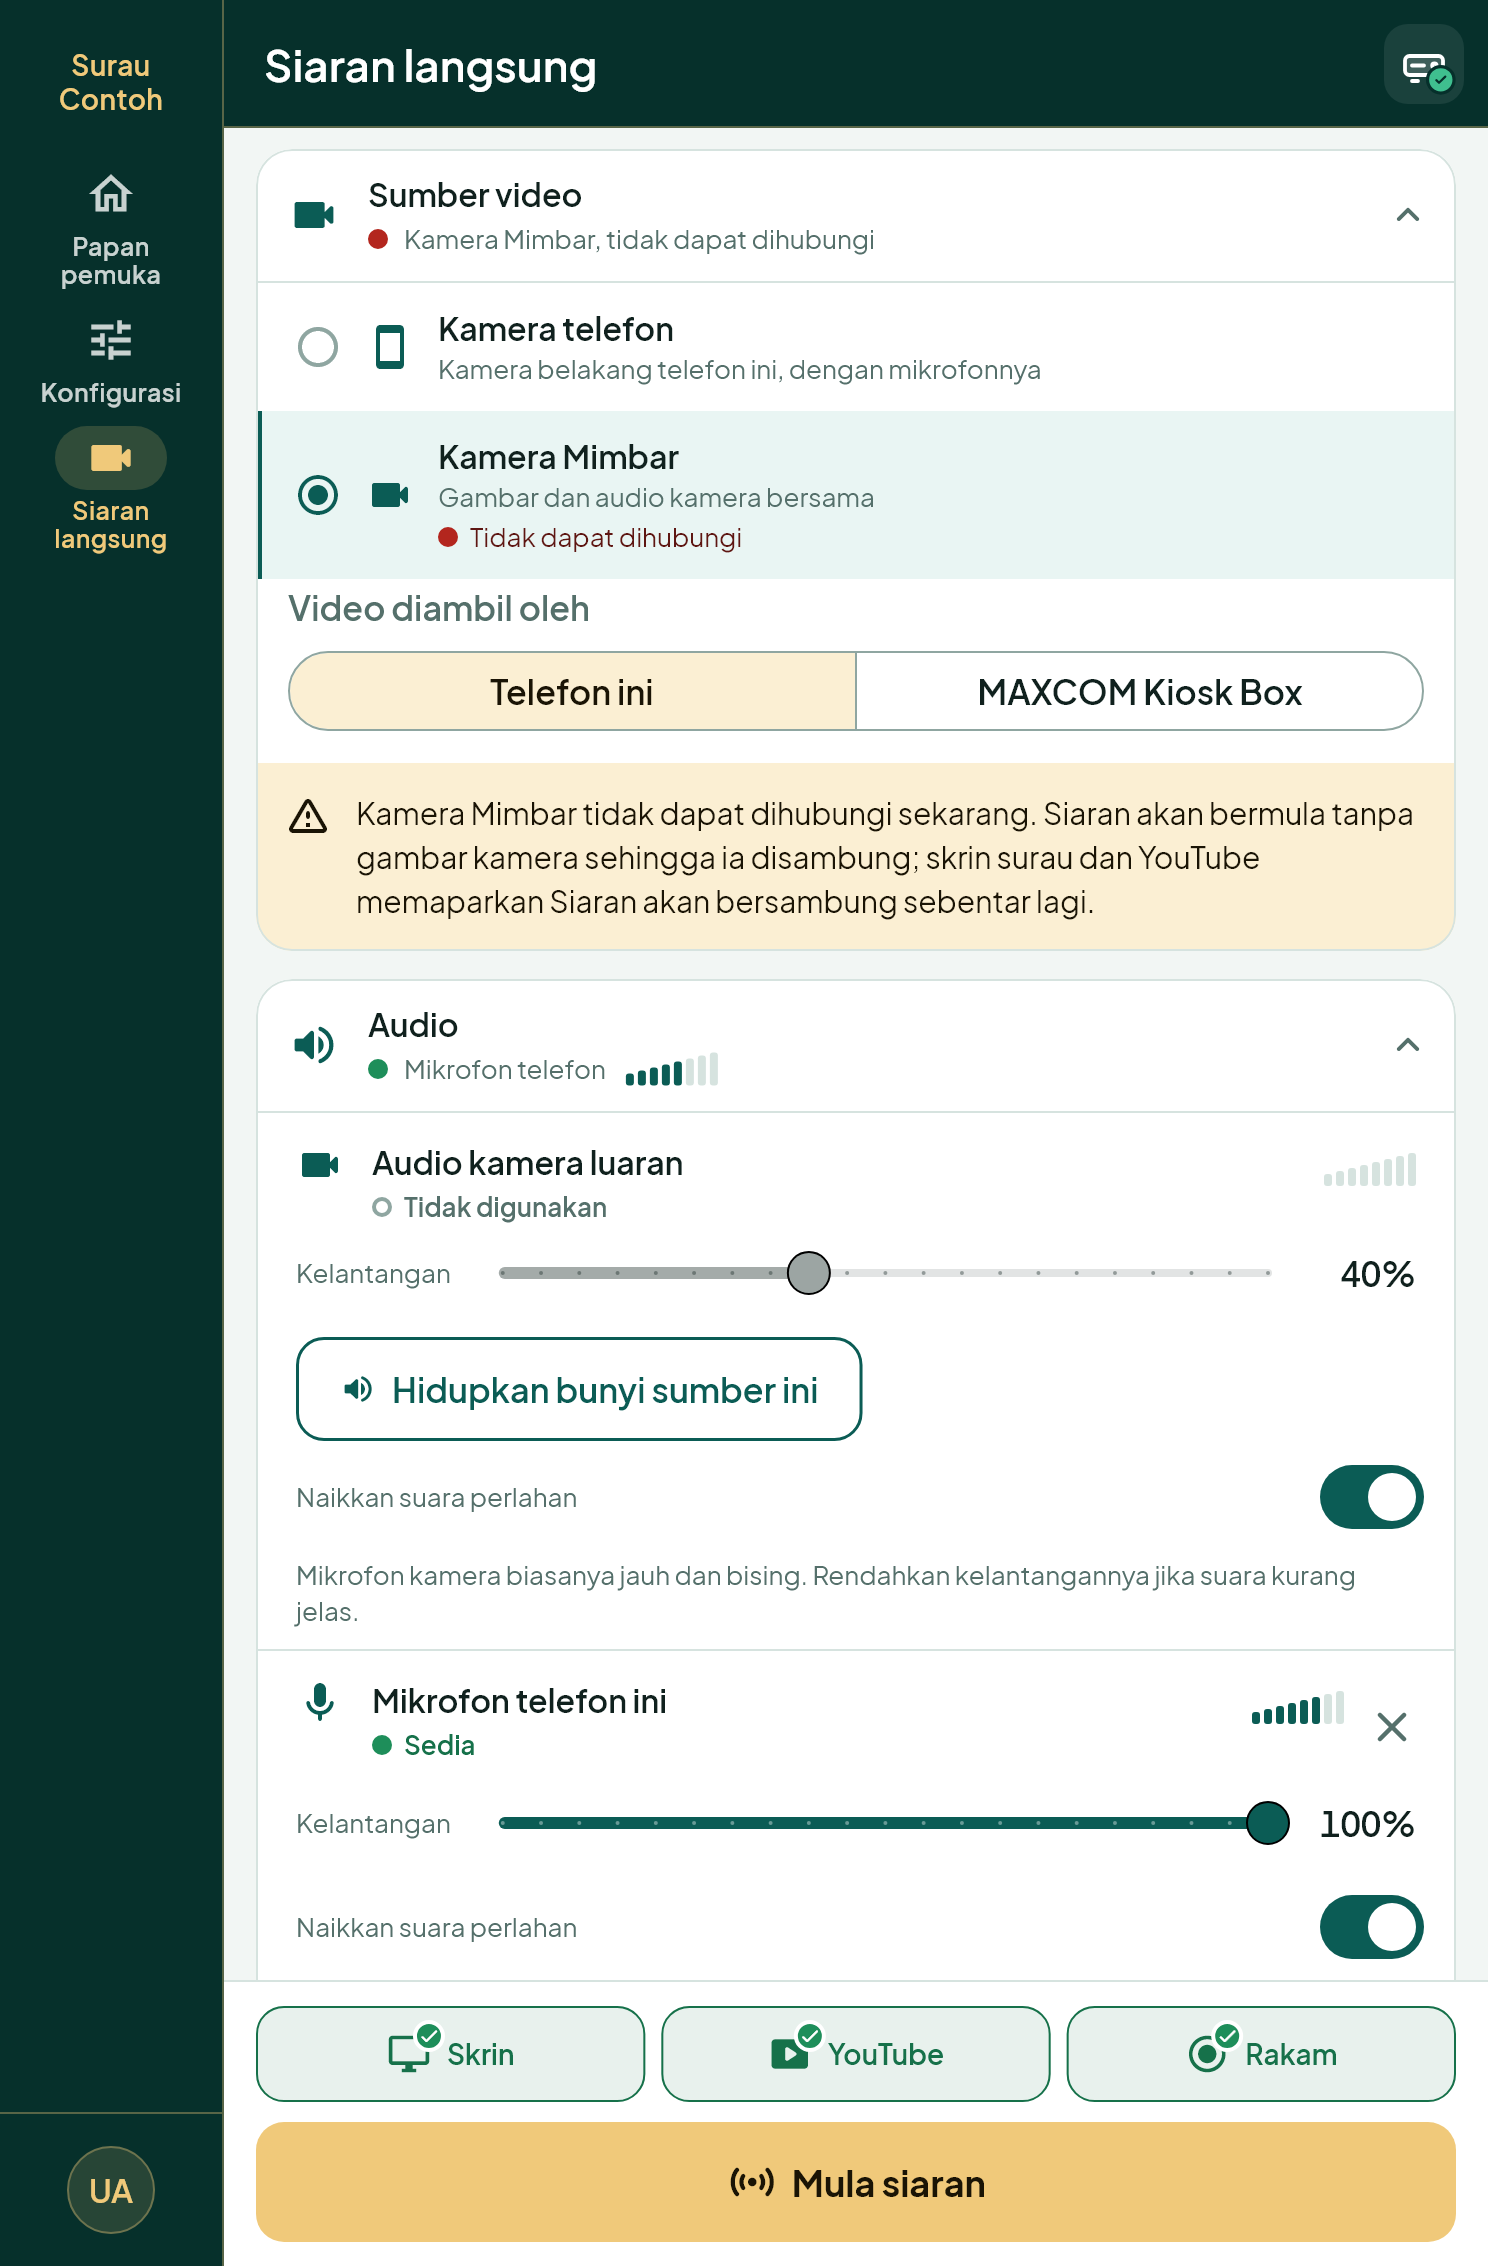 Surau
Contoh
Papan
pemuka
Konfigurasi
Siaran
langsung
UA
Siaran langsung
Sumber video
Kamera Mimbar, tidak dapat dihubungi
Kamera telefon
Kamera belakang telefon ini, dengan mikrofonnya
Kamera Mimbar
Gambar dan audio kamera bersama
Tidak dapat dihubungi
Video diambil oleh
Telefon ini
MAXCOM Kiosk Box
Kamera Mimbar tidak dapat dihubungi sekarang. Siaran akan bermula tanpa
gambar kamera sehingga ia disambung; skrin surau dan YouTube
memaparkan Siaran akan bersambung sebentar lagi.
Audio
Mikrofon telefon
Audio kamera luaran
Tidak digunakan
Kelantangan 40%
Hidupkan bunyi sumber ini
Naikkan suara perlahan
Mikrofon kamera biasanya jauh dan bising. Rendahkan kelantangannya jika suara kurang
jelas.
Mikrofon telefon ini
Sedia
Kelantangan 100%
Naikkan suara perlahan
Skrin
YouTube
Rakam
Mula siaran